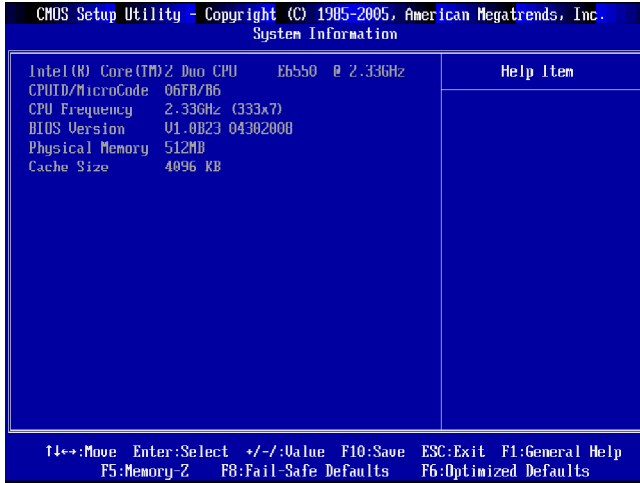 CMOS Setup Utility - Copyright (C) 1985-2005, American Megatrends, Inc.
System Information
Intel(R) Core(TM)2 Duo CPU E6550 @ 2.33GHz
Help Item
CPUID/MicroCode 06FB/B6
CPU Frequency 2.33GHz (333x7)
BIOS Version V1.0B23 04302008
Physical Memory 512MB
Cache Size 4096 KB
↑↓←→:Move Enter:Select +/-/:Value F10:Save ESC:Exit F1:General Help
F5:Memory-Z F8:Fail-Safe Defaults F6:Optimized Defaults